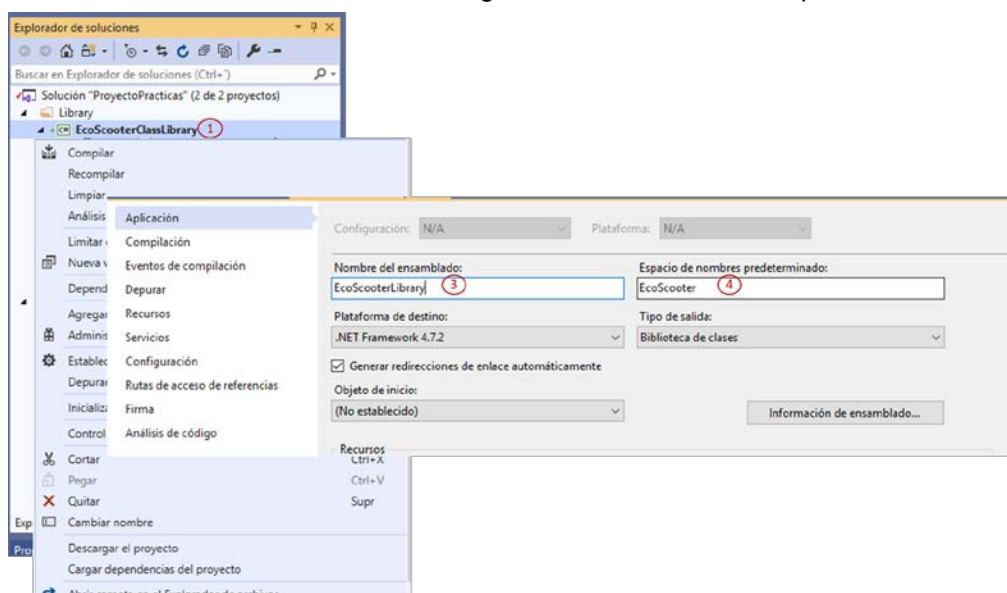 Explorador de soluciones
Buscar en Explorador de soluciones (Ctrl+')
Solución "ProyectoPracticas" (2 de 2 proyectos)
Library
EcoScooterClassLibrary 1
Compilar
Recompilar
Limpiar
Análisis
Limitar
Nueva v
Depend
Agregar
Adminis
Establec
Depurar
Inicializa
Control
Cortar Ctrl+X
Pegar Ctrl+V
Quitar Supr
Cambiar nombre
Descargar el proyecto
Cargar dependencias del proyecto
Exp
Pro
Aplicación
Compilación
Eventos de compilación
Depurar
Recursos
Servicios
Configuración
Rutas de acceso de referencias
Firma
Análisis de código
Configuración: N/A Plataforma: N/A
Nombre del ensamblado: Espacio de nombres predeterminado:
EcoScooterLibrary 3 EcoScooter 4
Plataforma de destino: Tipo de salida:
.NET Framework 4.7.2 Biblioteca de clases
Generar redirecciones de enlace automáticamente
Objeto de inicio:
(No establecido) Información de ensamblado...
Recursos